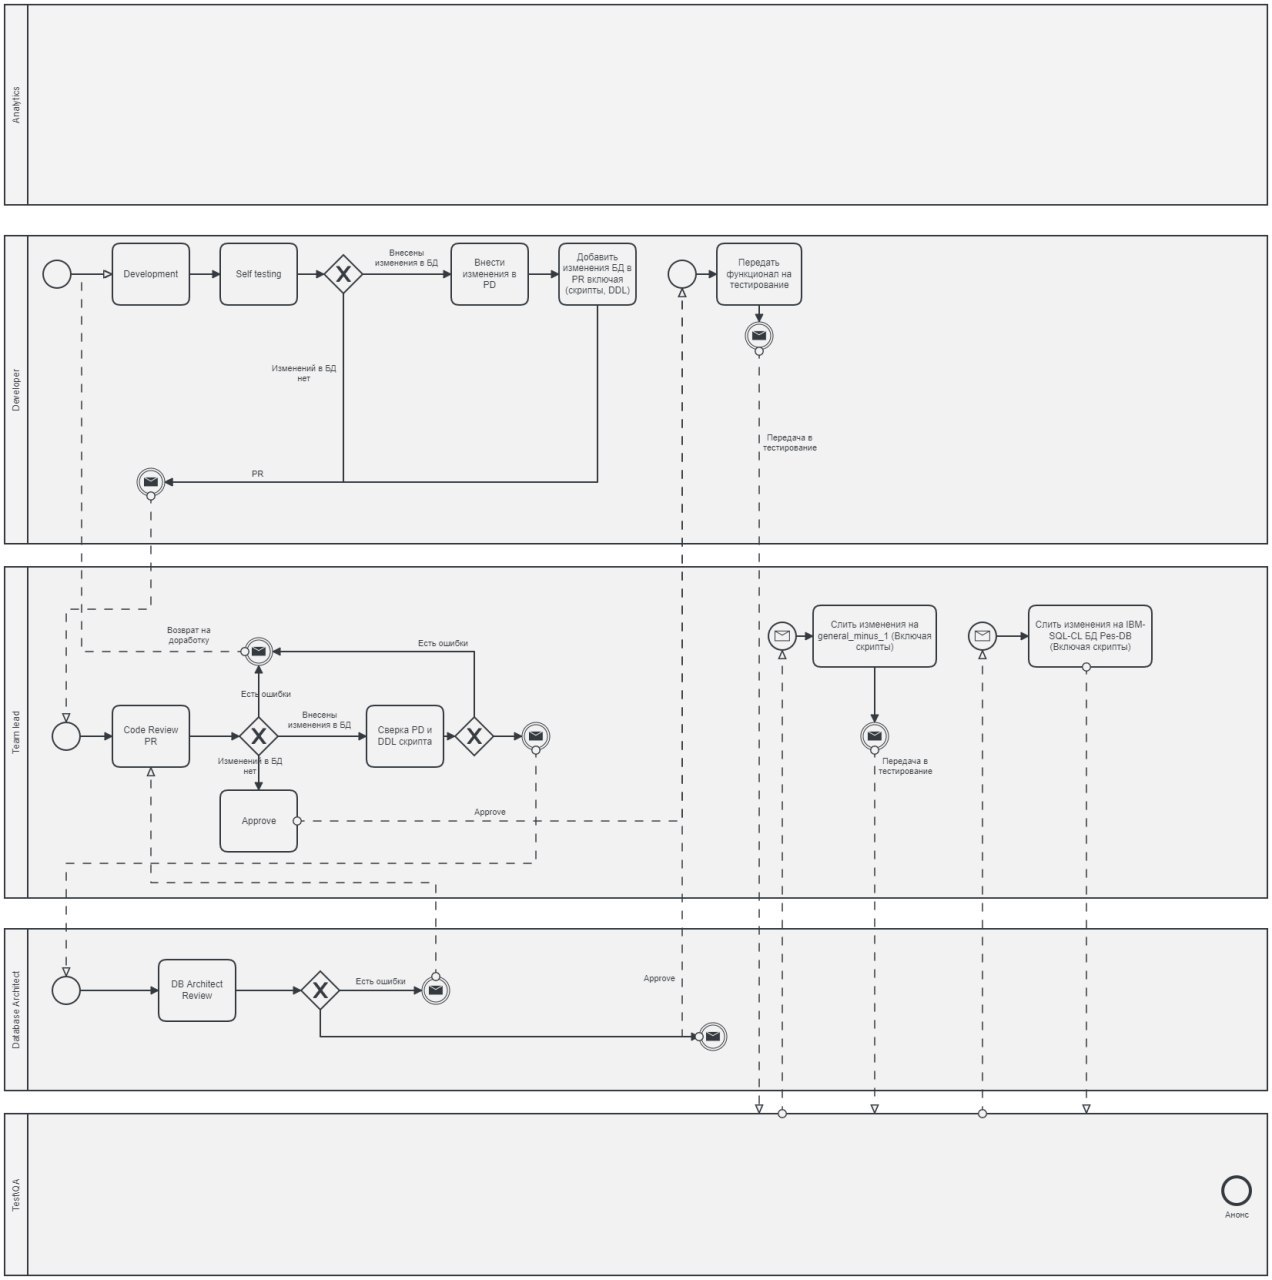 Analytics
Developer
Development
Self testing
Внесены
изменения в БД
Внести
изменения в
PD
Добавить
изменения БД в
PR включая
(скрипты, DDL)
Передать
функционал на
тестирование
Изменений в БД
нет
Передача в
тестирование
PR
Team lead
Возврат на
доработку
Есть ошибки
Слить изменения на
general_minus_1 (Включая
скрипты)
Слить изменения на IBM-
SQL-CL БД Pes-DB
(Включая скрипты)
Есть ошибки
Code Review
PR
Внесены
изменения в БД
Сверка PD и
DDL скрипта
Изменений в БД
нет
Передача в
тестирование
Approve
Approve
Database Architect
DB Architect
Review
Есть ошибки
Approve
Test\QA
Анонс